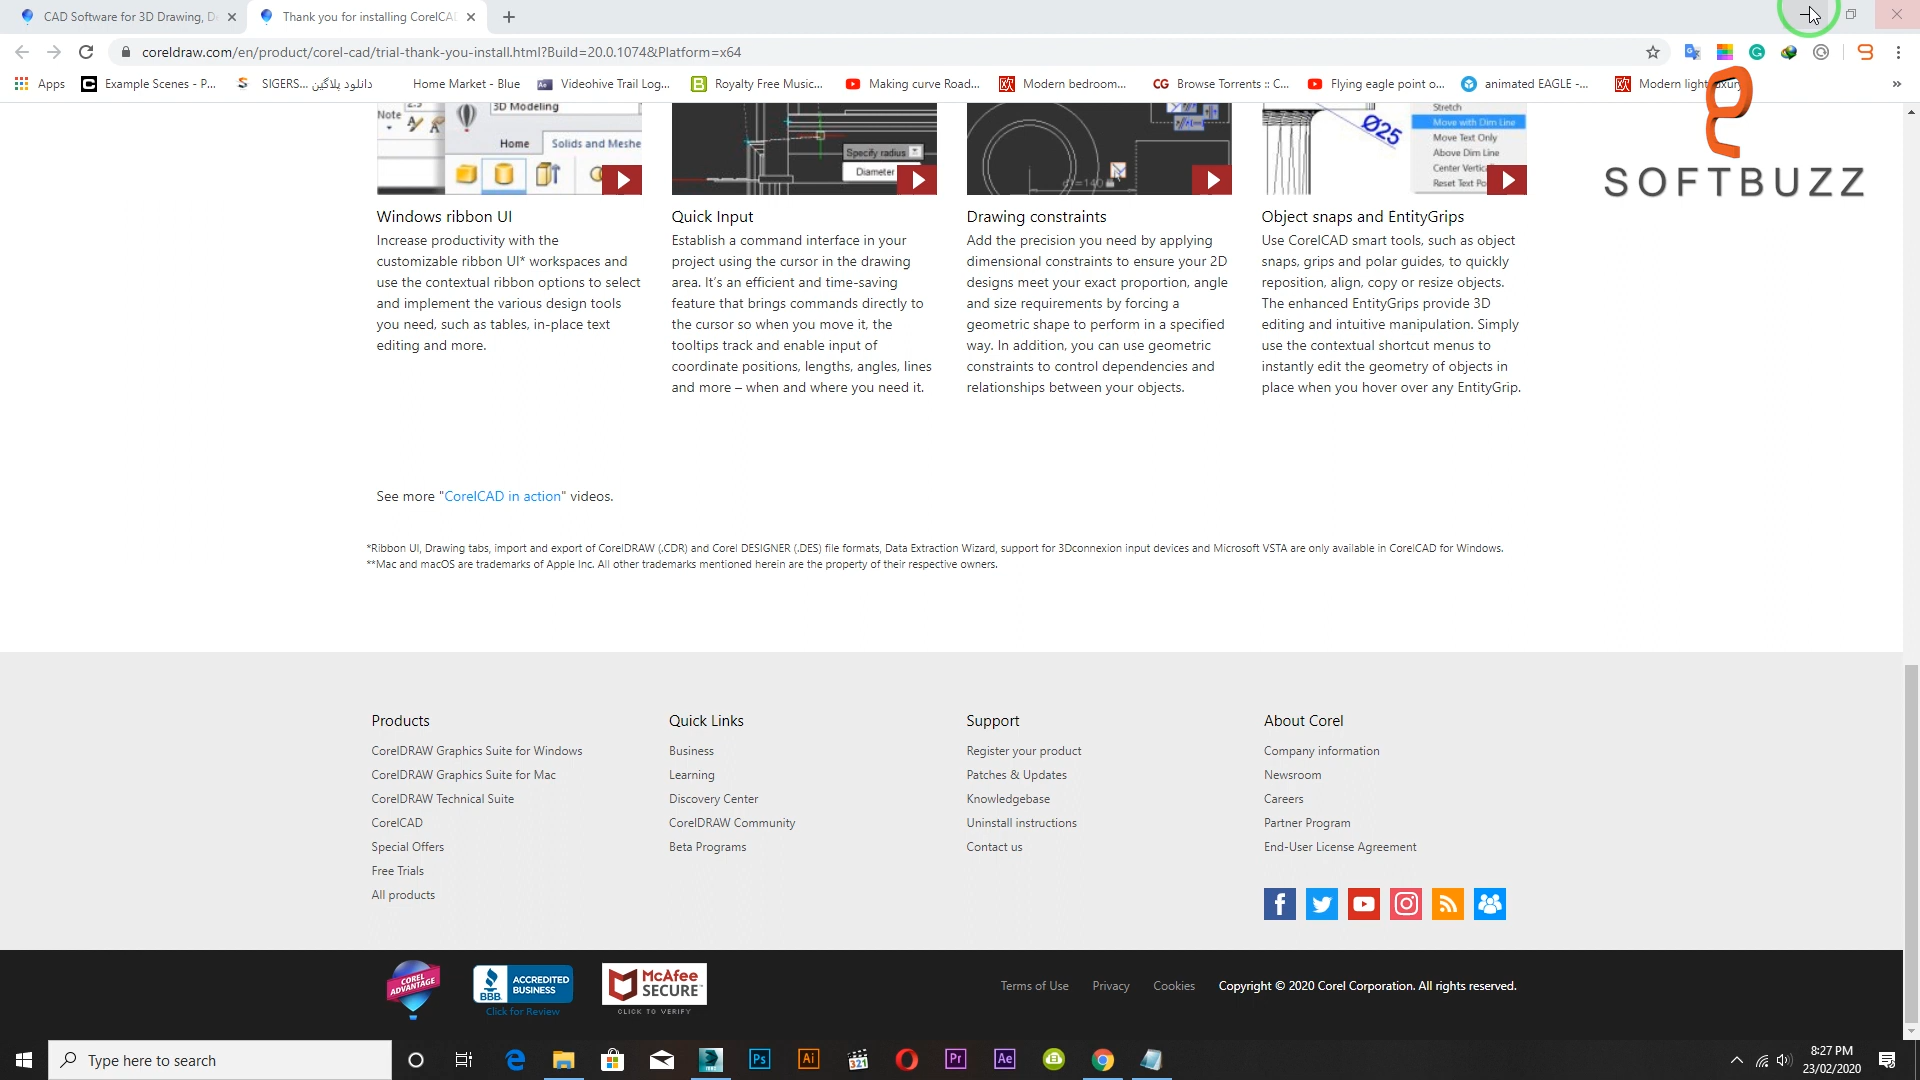 CAD Software for 3D Drawing, D
Thank you for installing CorelCA
coreldraw.com/en/product/corel-cad/trial-thank-you-install.html?Build=20.0.1074&Platform=x64
Apps
Example Scenes - P...
SIGERS... دانلود پلاگین
Home Market - Blue
Videohive Trail Log...
Royalty Free Music...
Making curve Road...
Modern bedroom...
CG Browse Torrents :: C...
Flying eagle point o...
animated EAGLE -...
Modern light luxury
SOFTBUZZ
Note
3D Modeling
Home
Solids and Meshe
Specify radius
Diameter
d1=140
Ø25
Stretch
Move with Dim Line
Move Text Only
Above Dim Line
Center Vertic
Reset Text Po
Windows ribbon UI
Increase productivity with the
customizable ribbon UI* workspaces and
use the contextual ribbon options to select
and implement the various design tools
you need, such as tables, in-place text
editing and more.
Quick Input
Establish a command interface in your
project using the cursor in the drawing
area. It's an efficient and time-saving
feature that brings commands directly to
the cursor so when you move it, the
tooltips track and enable input of
coordinate positions, lengths, angles, lines
and more – when and where you need it.
Drawing constraints
Add the precision you need by applying
dimensional constraints to ensure your 2D
designs meet your exact proportion, angle
and size requirements by forcing a
geometric shape to perform in a specified
way. In addition, you can use geometric
constraints to control dependencies and
relationships between your objects.
Object snaps and EntityGrips
Use CorelCAD smart tools, such as object
snaps, grips and polar guides, to quickly
reposition, align, copy or resize objects.
The enhanced EntityGrips provide 3D
editing and intuitive manipulation. Simply
use the contextual shortcut menus to
instantly edit the geometry of objects in
place when you hover over any EntityGrip.
See more "CorelCAD in action" videos.
*Ribbon UI, Drawing tabs, import and export of CorelDRAW (.CDR) and Corel DESIGNER (.DES) file formats, Data Extraction Wizard, support for 3Dconnexion input devices and Microsoft VSTA are only available in CorelCAD for Windows.
**Mac and macOS are trademarks of Apple Inc. All other trademarks mentioned herein are the property of their respective owners.
Products
CorelDRAW Graphics Suite for Windows
CorelDRAW Graphics Suite for Mac
CorelDRAW Technical Suite
CorelCAD
Special Offers
Free Trials
All products
Quick Links
Business
Learning
Discovery Center
CorelDRAW Community
Beta Programs
Support
Register your product
Patches & Updates
Knowledgebase
Uninstall instructions
Contact us
About Corel
Company information
Newsroom
Careers
Partner Program
End-User License Agreement
COREL
ADVANTAGE
BBB
ACCREDITED
BUSINESS
Click for Review
McAfee
SECURE
CLICK TO VERIFY
Terms of Use
Privacy
Cookies
Copyright © 2020 Corel Corporation. All rights reserved.
Type here to search
Ps
Ai
321
Pr
Ae
8:27 PM
23/02/2020